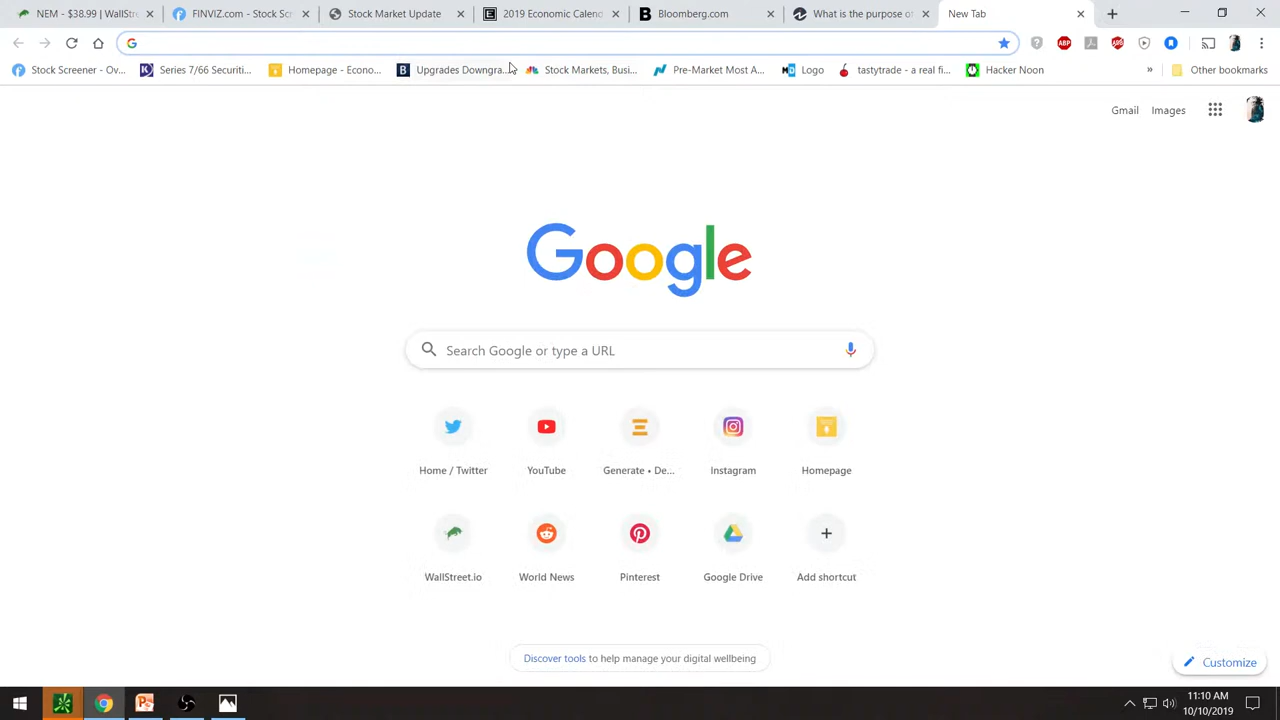 NEM - $38.99 | WallStre
FINVIZ.com - Stock Scre
Stock Market Update
2019 Economic Calend
Bloomberg.com
What is the purpose of
New Tab
ABP
Stock Screener - Ov...
Series 7/66 Securiti...
Homepage - Econo...
Upgrades Downgra...
Stock Markets, Busi...
Pre-Market Most A...
Logo
tastytrade - a real fi...
Hacker Noon
»
Other bookmarks
Gmail
Images
Google
Search Google or type a URL
Home / Twitter
YouTube
Generate • De...
Instagram
Homepage
WallStreet.io
World News
Pinterest
Google Drive
Add shortcut
Discover tools to help manage your digital wellbeing
Customize
11:10 AM
10/10/2019